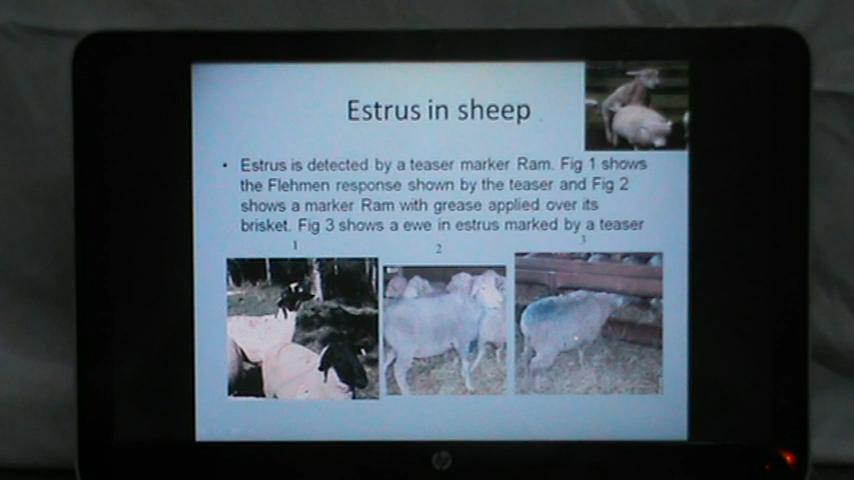 Estrus in sheep
• Estrus is detected by a teaser marker Ram. Fig 1 shows
the Flehmen response shown by the teaser and Fig 2
shows a marker Ram with grease applied over its
brisket. Fig 3 shows a ewe in estrus marked by a teaser
1 2 3
hp